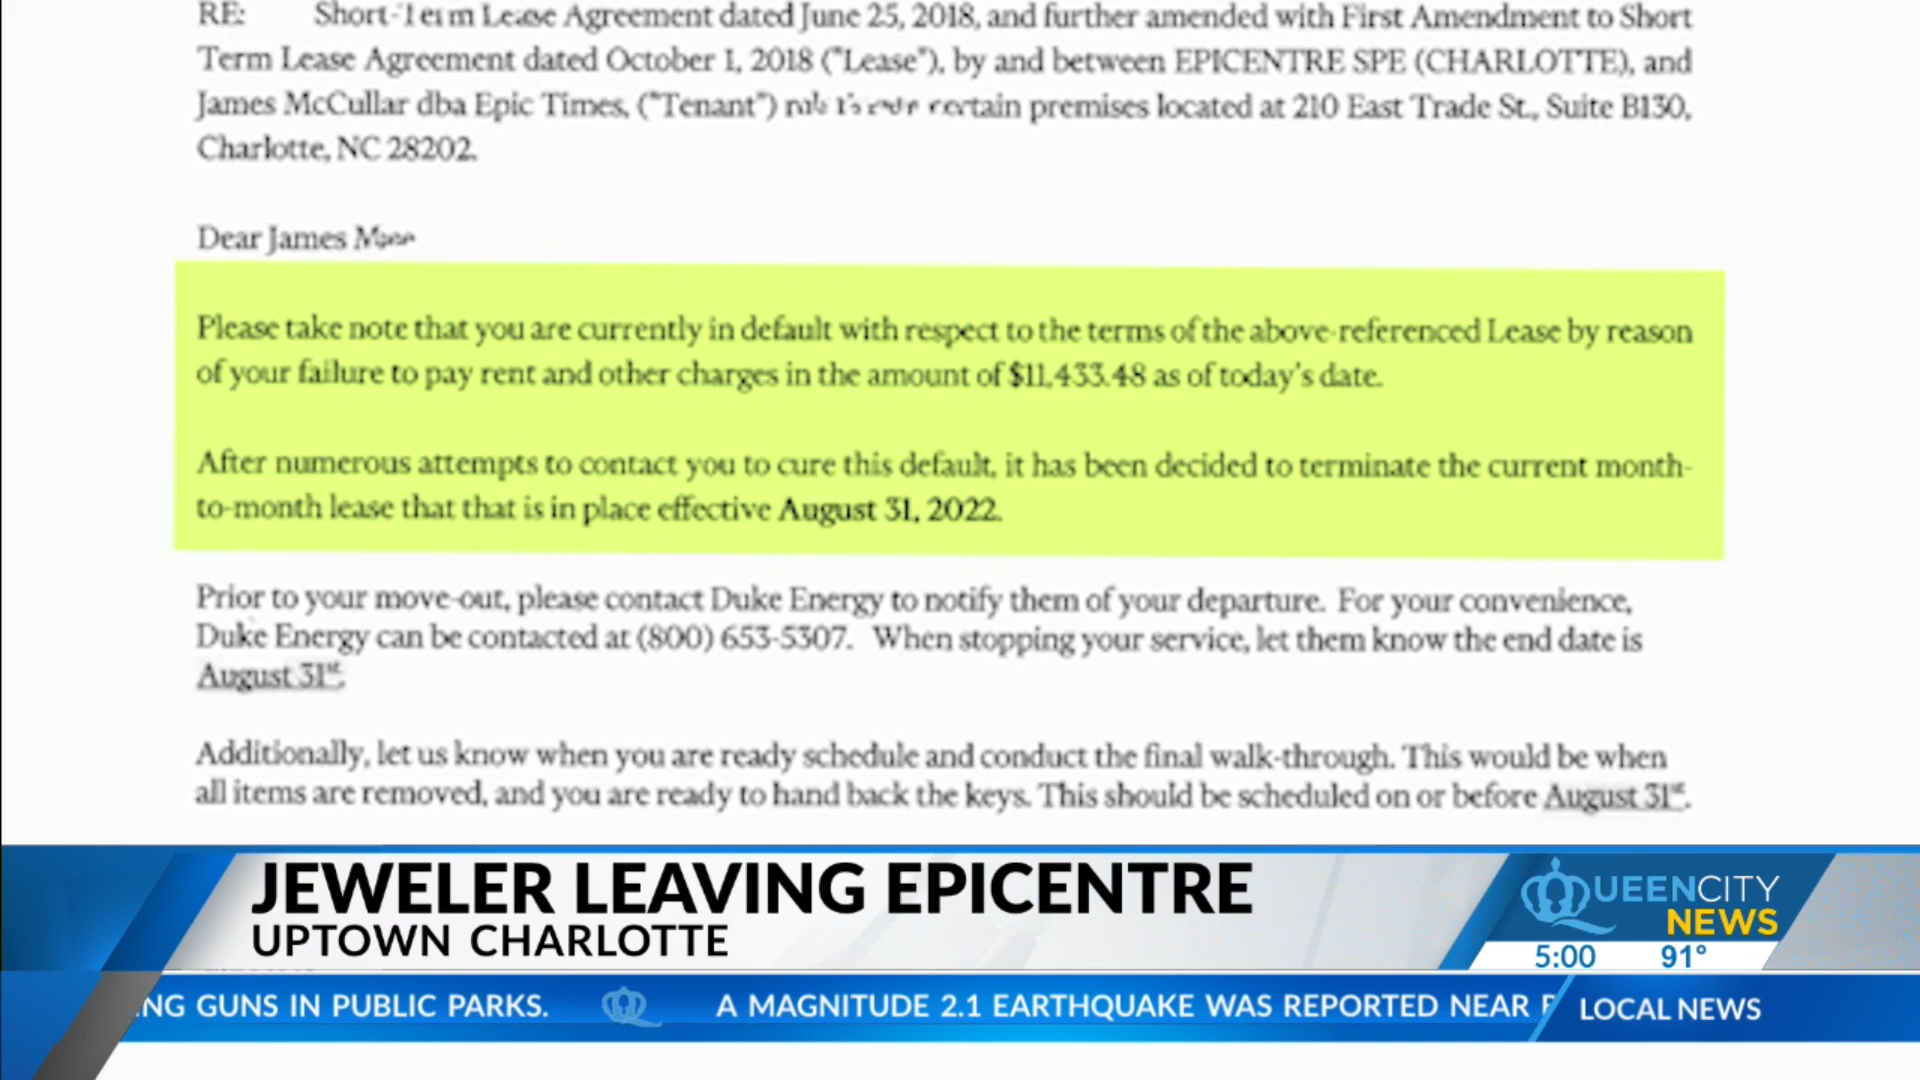 RE: Short-Term Lease Agreement dated June 25, 2018, and further amended with First Amendment to Short
Term Lease Agreement dated October 1, 2018 ("Lease"), by and between EPICENTRE SPE (CHARLOTTE), and
James McCullar dba Epic Times, ("Tenant") certain premises located at 210 East Trade St., Suite B130,
Charlotte, NC 28202.
Dear James
Please take note that you are currently in default with respect to the terms of the above-referenced Lease by reason
of your failure to pay rent and other charges in the amount of $11,433.48 as of today's date.
After numerous attempts to contact you to cure this default, it has been decided to terminate the current month-
to-month lease that that is in place effective August 31, 2022.
Prior to your move-out, please contact Duke Energy to notify them of your departure. For your convenience,
Duke Energy can be contacted at (800) 653-5307. When stopping your service, let them know the end date is
August 31st.
Additionally, let us know when you are ready schedule and conduct the final walk-through. This would be when
all items are removed, and you are ready to hand back the keys. This should be scheduled on or before August 31st.
JEWELER LEAVING EPICENTRE
UPTOWN CHARLOTTE
QUEENCITY
NEWS
5:00 91°
NG GUNS IN PUBLIC PARKS. A MAGNITUDE 2.1 EARTHQUAKE WAS REPORTED NEAR
LOCAL NEWS